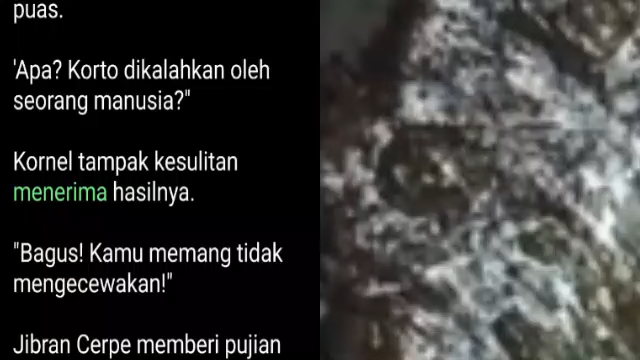 puas.
'Apa? Korto dikalahkan oleh
seorang manusia?"
Kornel tampak kesulitan
menerima hasilnya.
"Bagus! Kamu memang tidak
mengecewakan!"
Jibran Cerpe memberi pujian